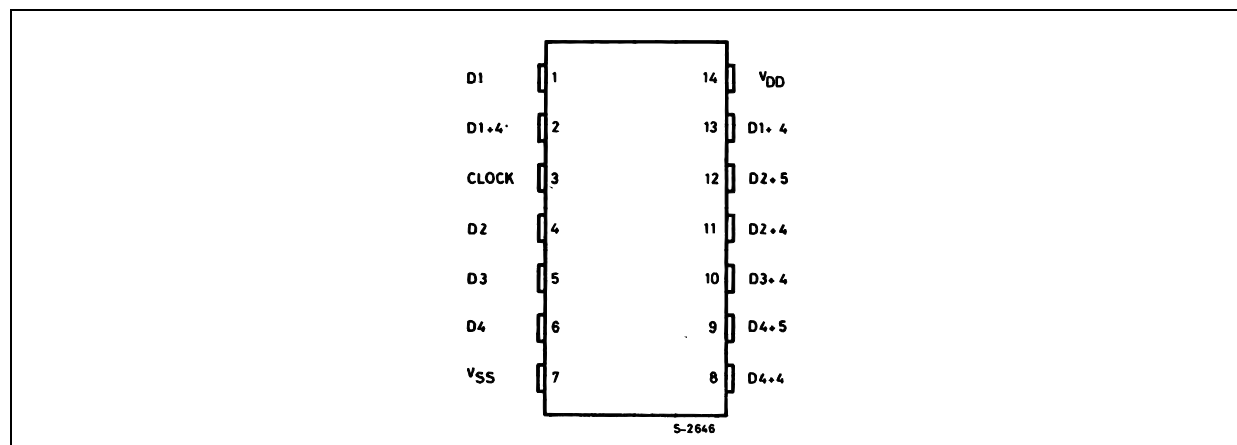 D1 1 14 VDD
D1+4 2 13 D1+4
CLOCK 3 12 D2+5
D2 4 11 D2+4
D3 5 10 D3+4
D4 6 9 D4+5
VSS 7 8 D4+4
S-2646